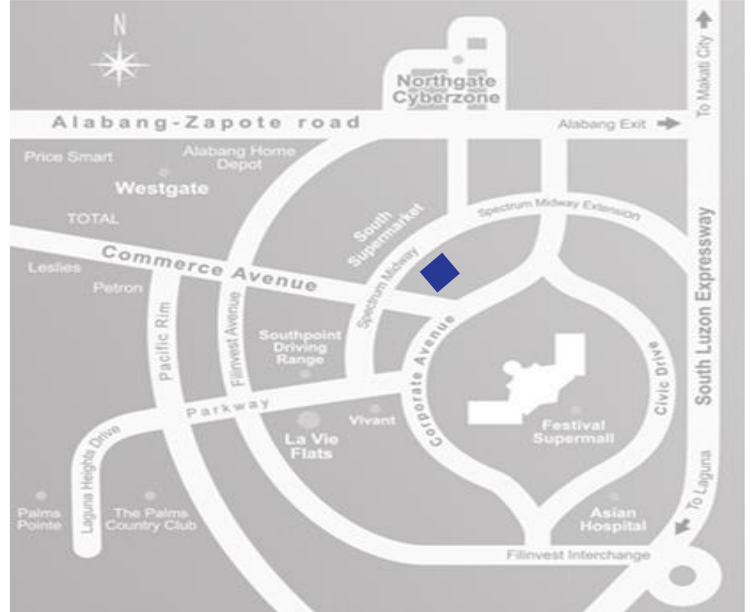 N
To Makati City
Northgate
Cyberzone
Alabang-Zapote road
Alabang Exit
Price Smart
Alabang Home
Depot
Westgate
TOTAL
South
Supermarket
Spectrum Midway Extension
Commerce Avenue
Leslies
Petron
Spectrum Midway
South Luzon Expressway
Pacific Rim
Filinvest Avenue
Southpoint
Driving
Range
Corporate Avenue
Civic Drive
Parkway
Vivant
La Vie
Flats
Festival
Supermall
Laguna Heights Drive
To Laguna
Palms
Pointe
The Palms
Country Club
Asian
Hospital
Filinvest Interchange